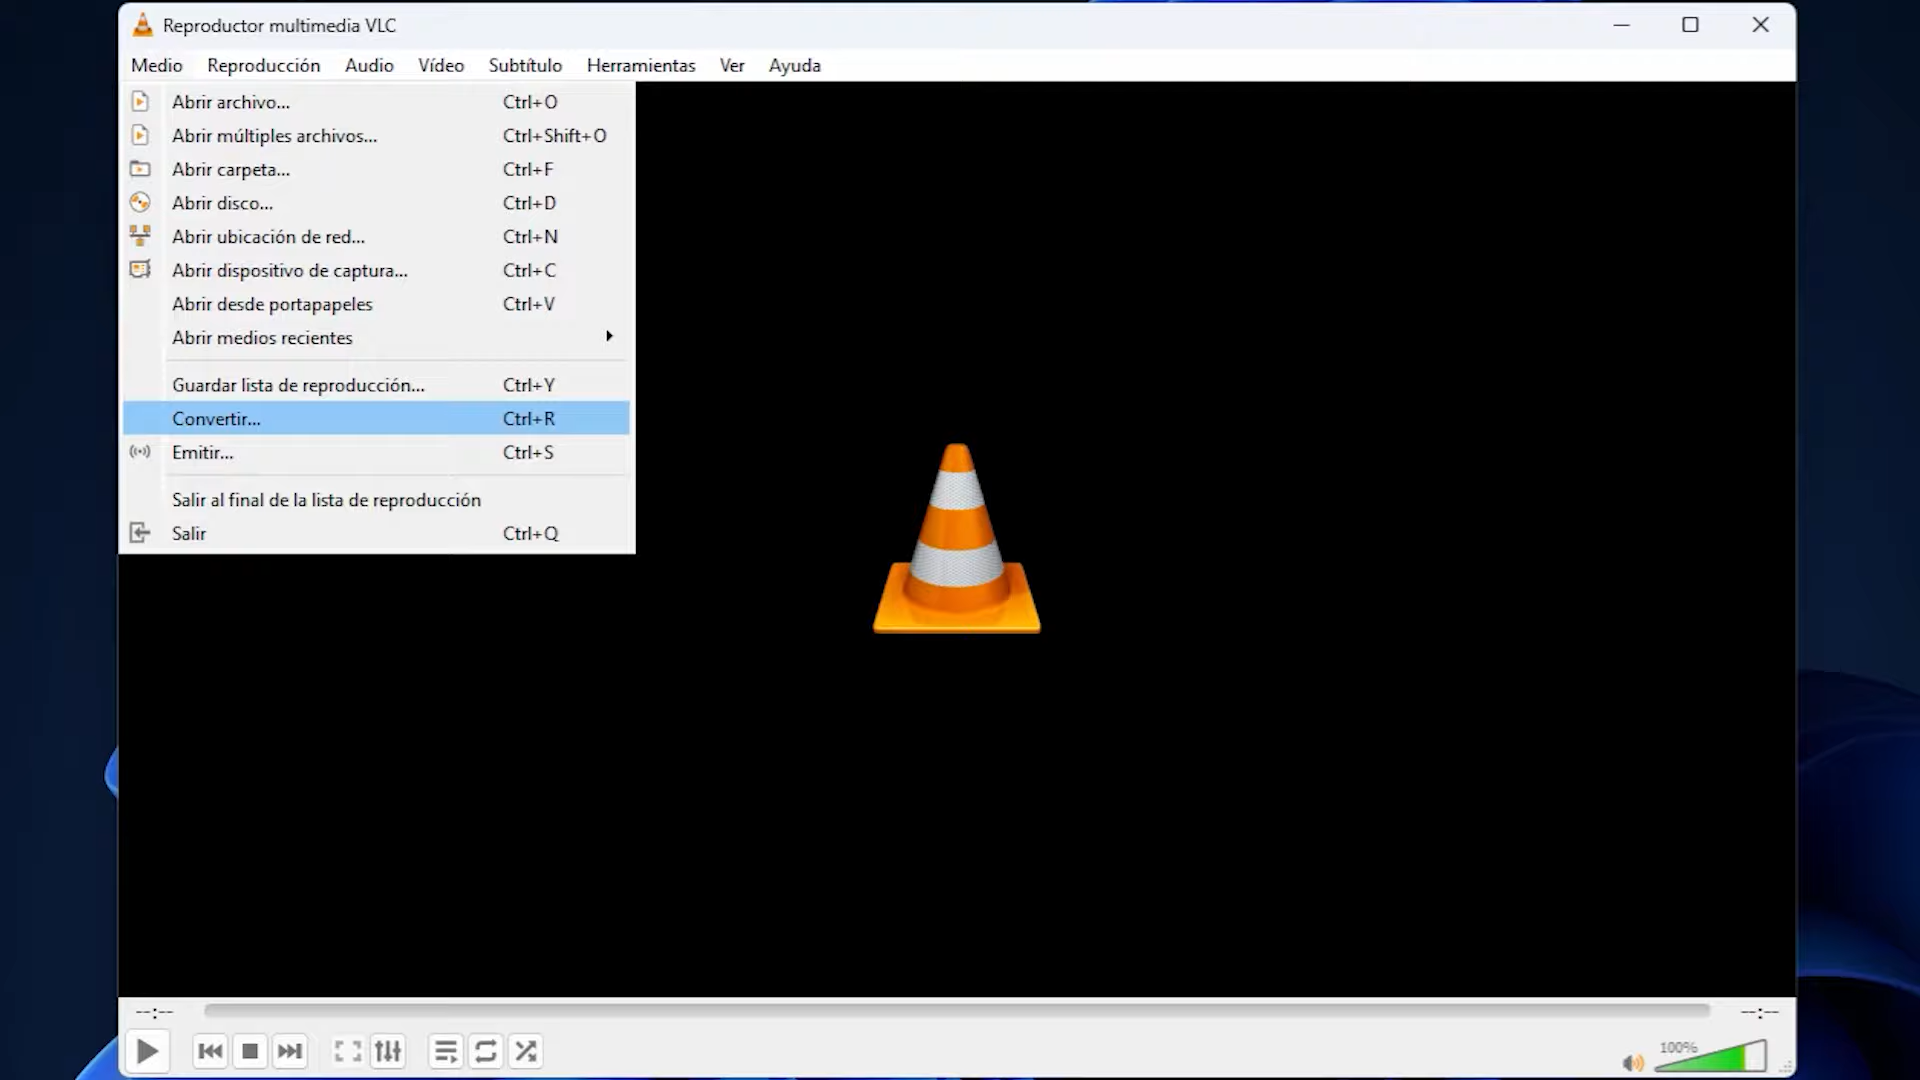 Reproductor multimedia VLC
Medio Reproducción Audio Vídeo Subtítulo Herramientas Ver Ayuda
Abrir archivo... Ctrl+O
Abrir múltiples archivos... Ctrl+Shift+O
Abrir carpeta... Ctrl+F
Abrir disco... Ctrl+D
Abrir ubicación de red... Ctrl+N
Abrir dispositivo de captura... Ctrl+C
Abrir desde portapapeles Ctrl+V
Abrir medios recientes
Guardar lista de reproducción... Ctrl+Y
Convertir... Ctrl+R
Emitir... Ctrl+S
Salir al final de la lista de reproducción
Salir Ctrl+Q
--:-- --:--
100%